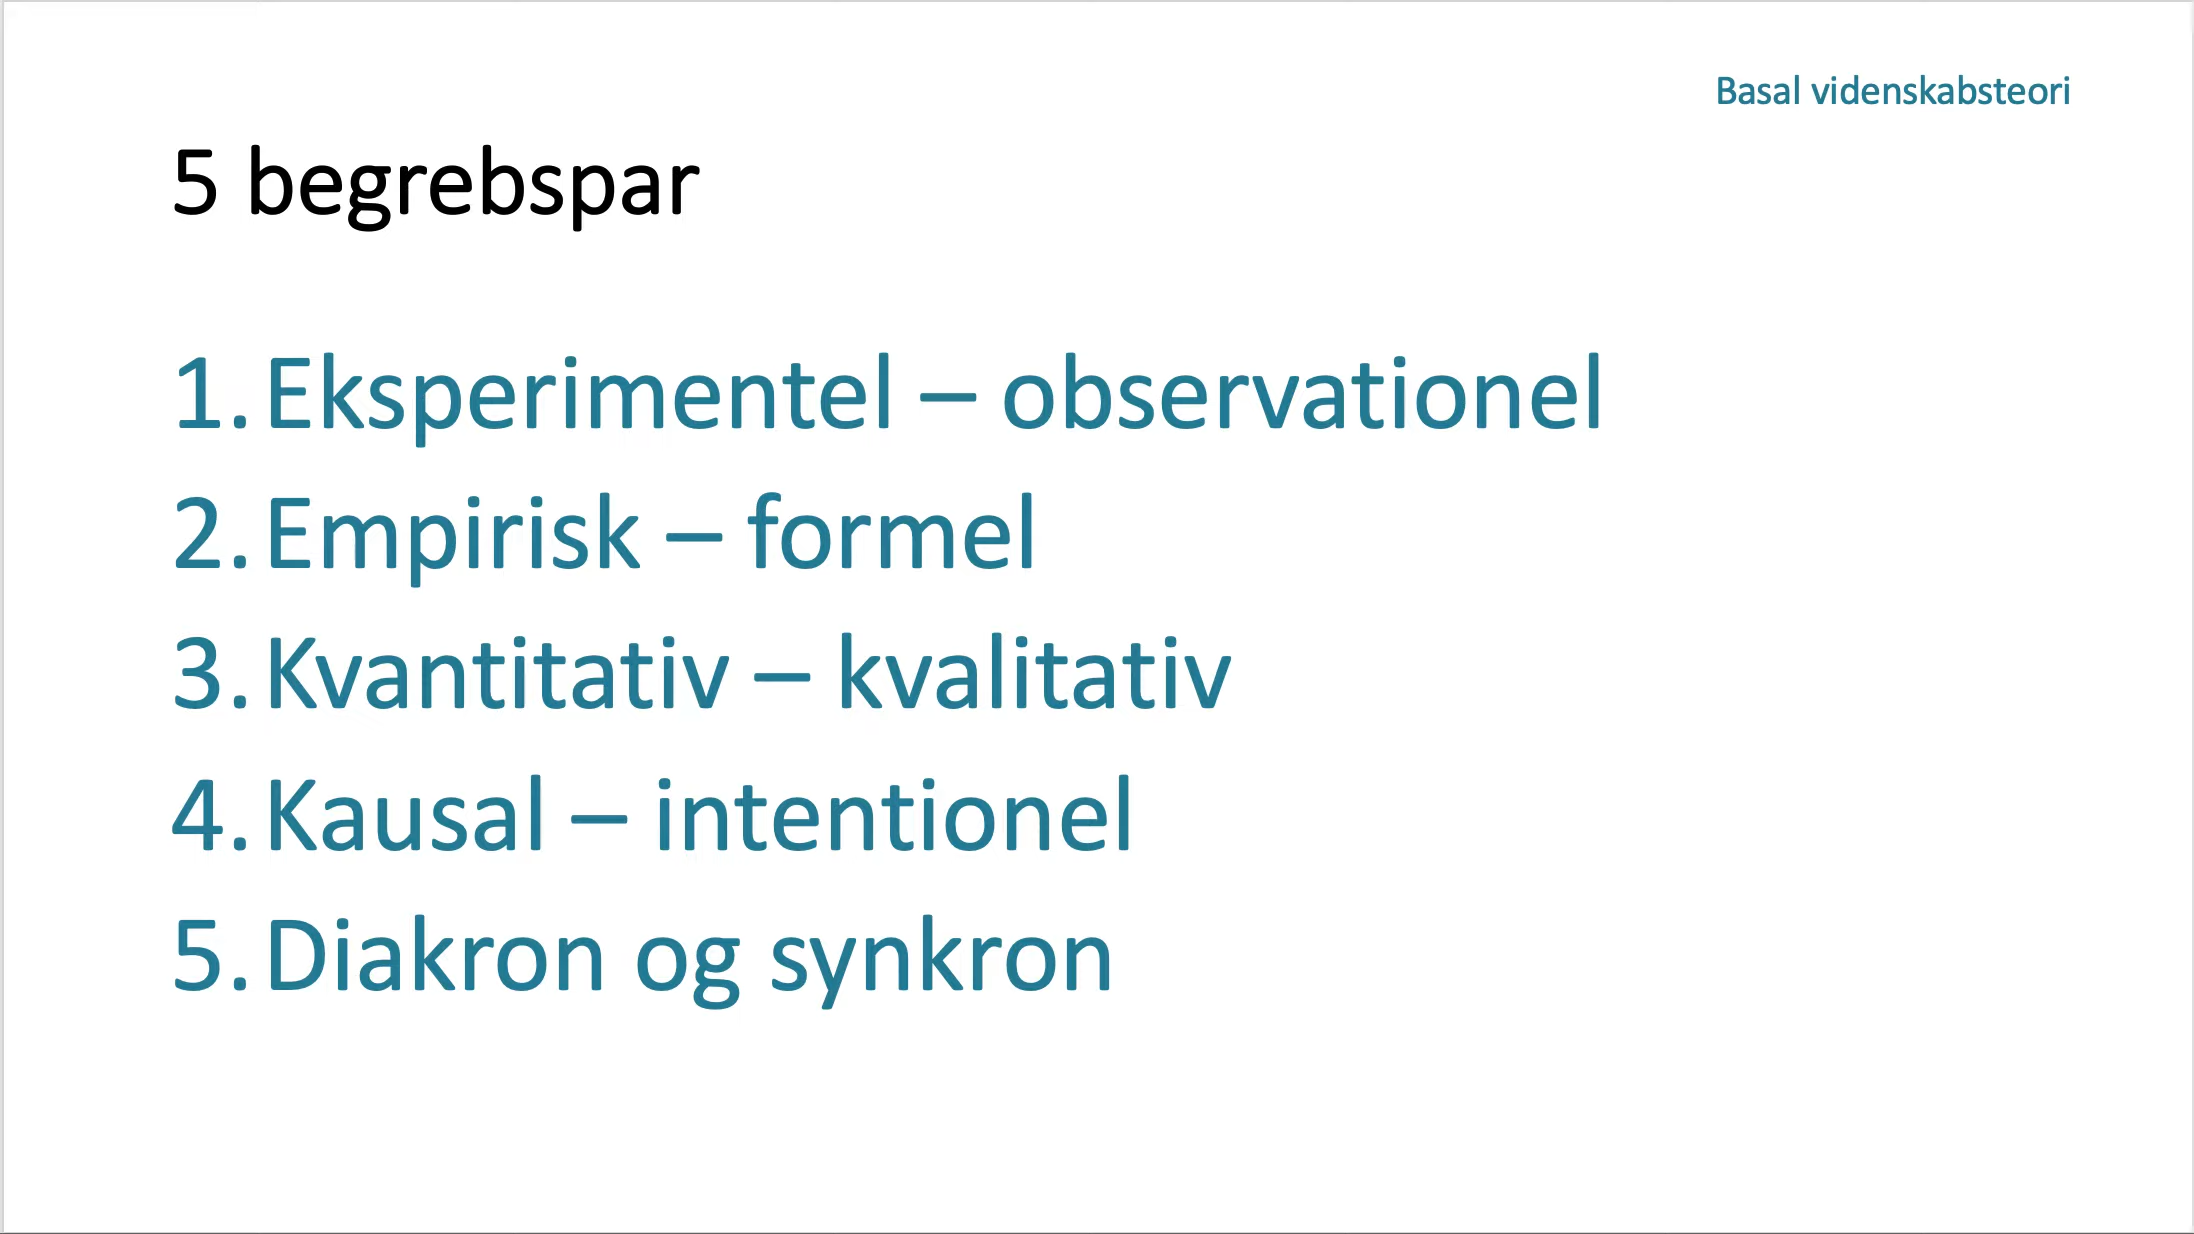 Basal videnskabsteori
5 begrebspar
1. Eksperimentel – observationel
2. Empirisk – formel
3. Kvantitativ – kvalitativ
4. Kausal – intentionel
5. Diakron og synkron